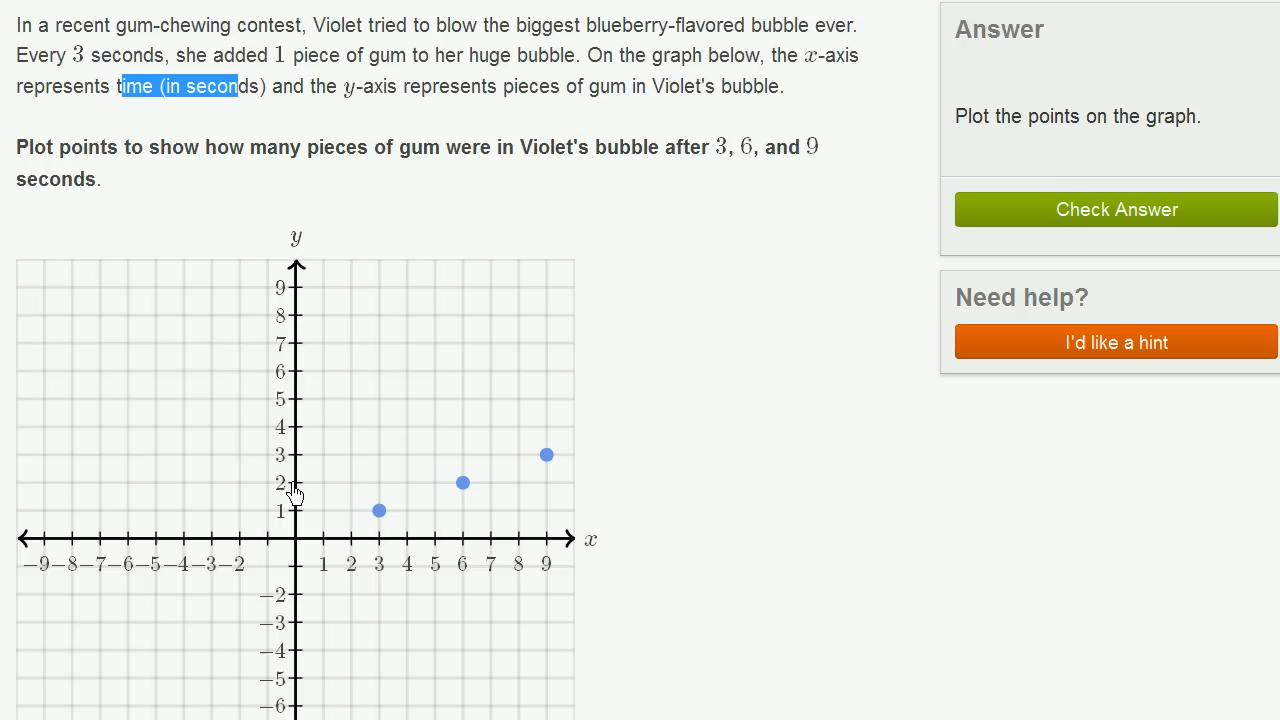 In a recent gum-chewing contest, Violet tried to blow the biggest blueberry-flavored bubble ever.
Every 3 seconds, she added 1 piece of gum to her huge bubble. On the graph below, the x-axis
represents time (in seconds) and the y-axis represents pieces of gum in Violet's bubble.
Plot points to show how many pieces of gum were in Violet's bubble after 3, 6, and 9
seconds.
y
9
8
7
6
5
4
3
2
1
x
−9 −8 −7 −6 −5 −4 −3 −2 1 2 3 4 5 6 7 8 9
−2
−3
−4
−5
−6
Answer
Plot the points on the graph.
Check Answer
Need help?
I'd like a hint